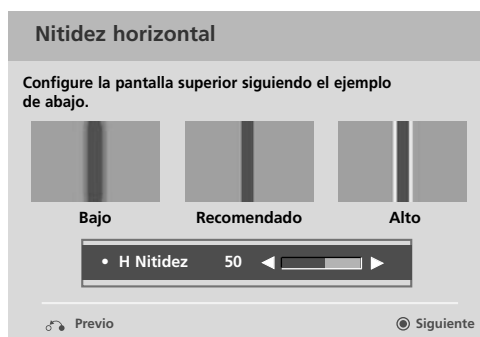 Nitidez horizontal
Configure la pantalla superior siguiendo el ejemplo
de abajo.
Bajo Recomendado Alto
• H Nitidez 50
Previo Siguiente